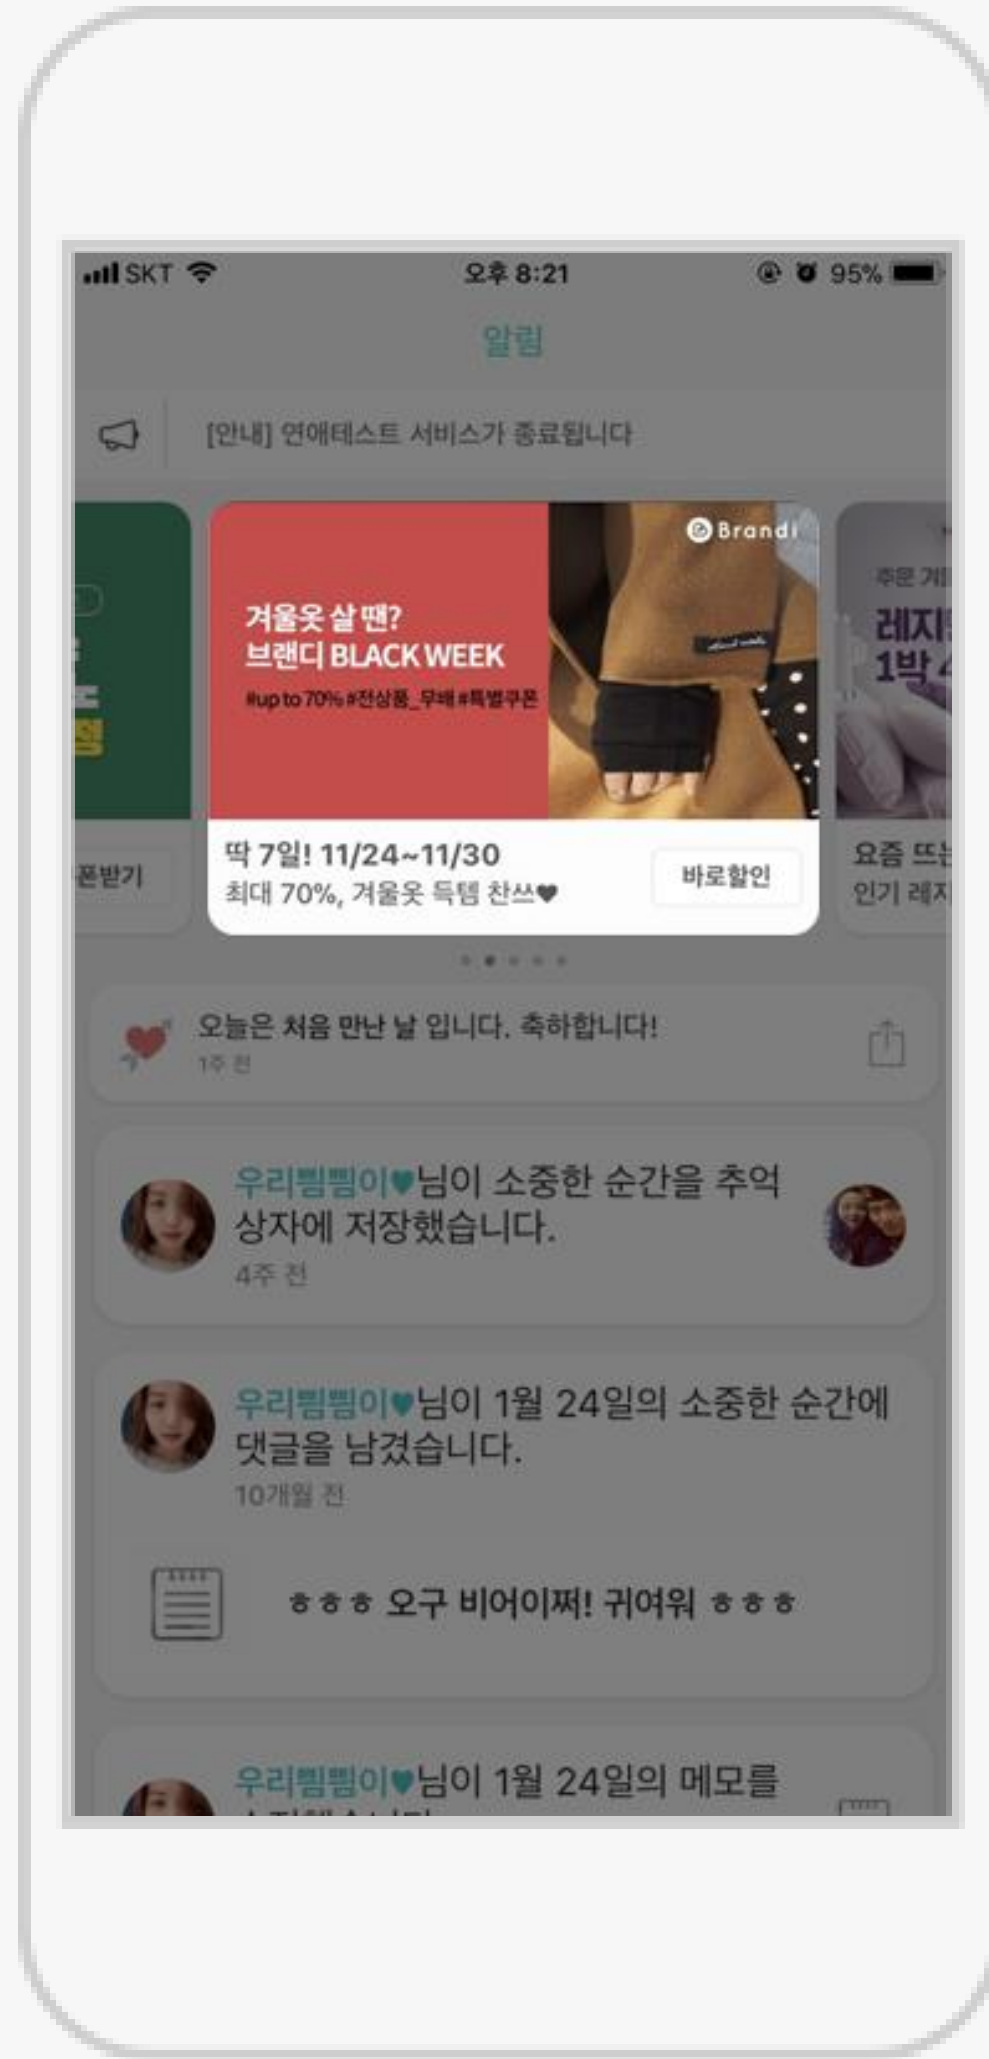 SKT 오후 8:21 95%
알림
[안내] 연애테스트 서비스가 종료됩니다
Brandi
겨울옷 살 땐?
브랜디 BLACK WEEK
#up to 70% #전상품_무배 #특별쿠폰
딱 7일! 11/24~11/30
최대 70%, 겨울옷 득템 찬쓰♥
바로할인
폰받기
주문
1박
요즘 뜨는
인기
오늘은 처음 만난 날 입니다. 축하합니다!
1주 전
우리삠삠이♥님이 소중한 순간을 추억
상자에 저장했습니다.
4주 전
우리삠삠이♥님이 1월 24일의 소중한 순간에
댓글을 남겼습니다.
10개월 전
ㅎㅎㅎ 오구 비어이쩌! 귀여워 ㅎㅎㅎ
우리삠삠이♥님이 1월 24일의 메모를